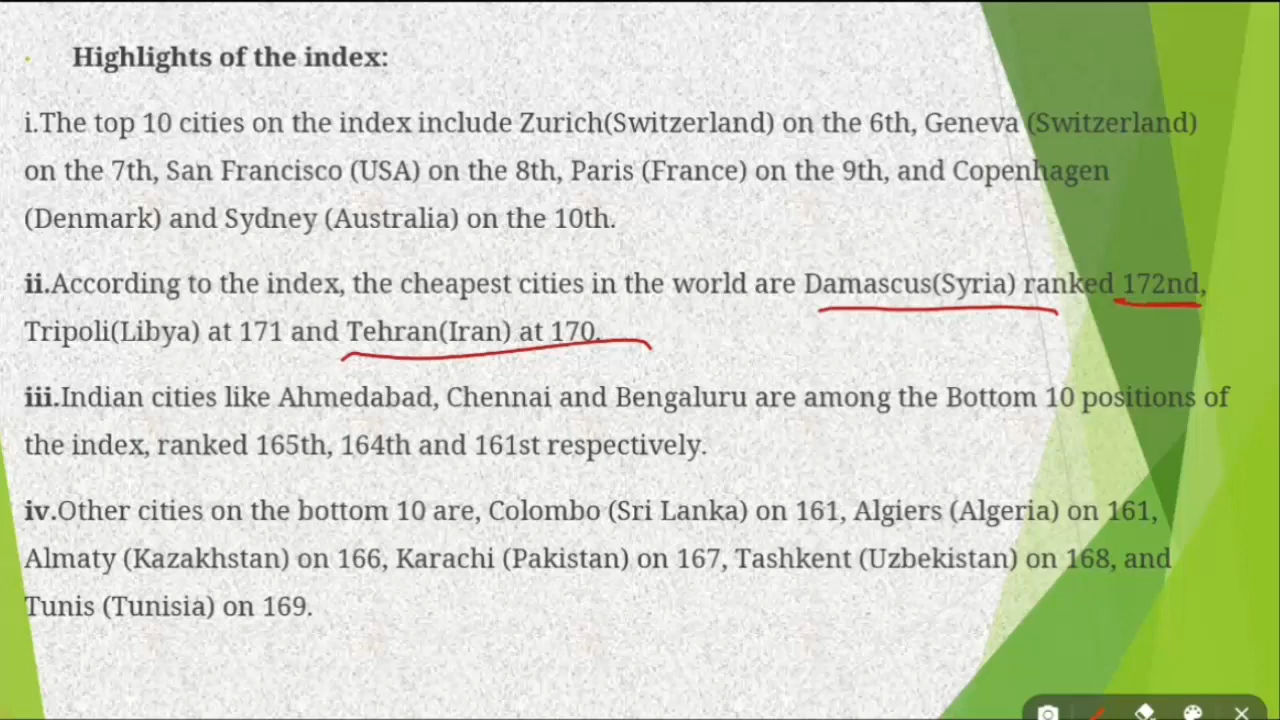 Highlights of the index:
i.The top 10 cities on the index include Zurich(Switzerland) on the 6th, Geneva (Switzerland)
on the 7th, San Francisco (USA) on the 8th, Paris (France) on the 9th, and Copenhagen
(Denmark) and Sydney (Australia) on the 10th.
ii.According to the index, the cheapest cities in the world are Damascus(Syria) ranked 172nd,
Tripoli(Libya) at 171 and Tehran(Iran) at 170.
iii.Indian cities like Ahmedabad, Chennai and Bengaluru are among the Bottom 10 positions of
the index, ranked 165th, 164th and 161st respectively.
iv.Other cities on the bottom 10 are, Colombo (Sri Lanka) on 161, Algiers (Algeria) on 161,
Almaty (Kazakhstan) on 166, Karachi (Pakistan) on 167, Tashkent (Uzbekistan) on 168, and
Tunis (Tunisia) on 169.